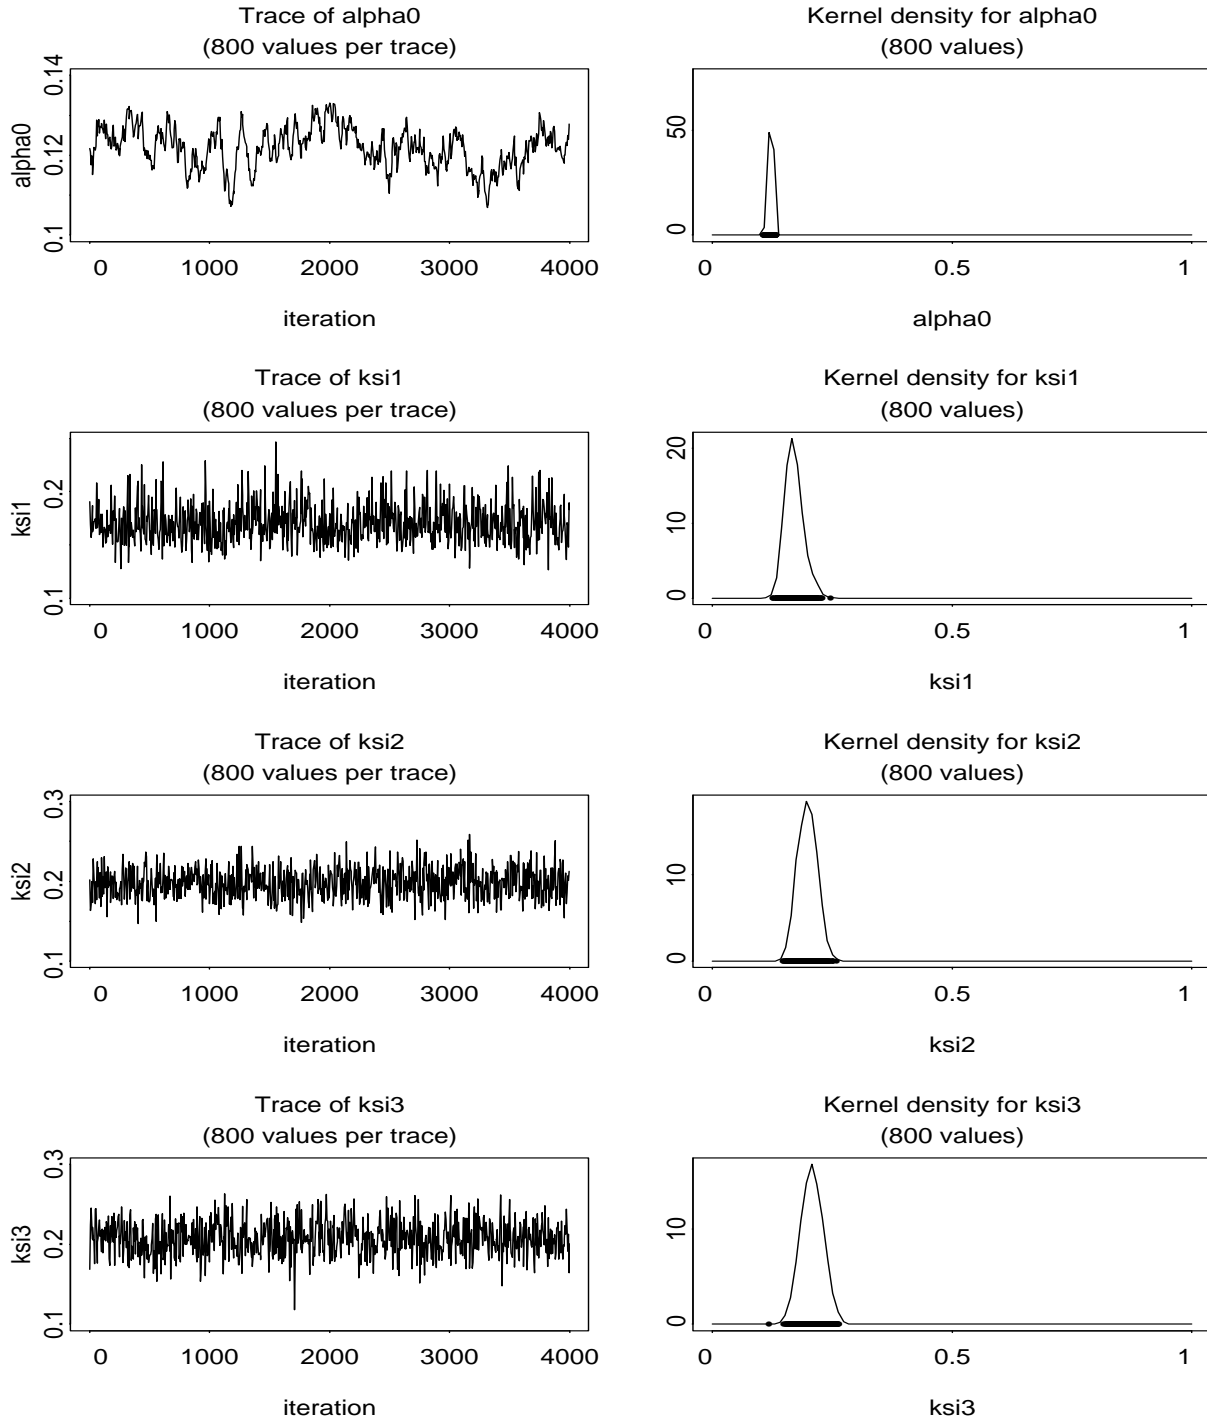 Trace of alpha0
(800 values per trace)
alpha0
0.14
0.12
0.1
0 1000 2000 3000 4000
iteration
Kernel density for alpha0
(800 values)
50
0
0 0.5 1
alpha0
Trace of ksi1
(800 values per trace)
ksi1
0.2
0.1
0 1000 2000 3000 4000
iteration
Kernel density for ksi1
(800 values)
20
10
0
0 0.5 1
ksi1
Trace of ksi2
(800 values per trace)
ksi2
0.3
0.2
0.1
0 1000 2000 3000 4000
iteration
Kernel density for ksi2
(800 values)
10
0
0 0.5 1
ksi2
Trace of ksi3
(800 values per trace)
ksi3
0.3
0.2
0.1
0 1000 2000 3000 4000
iteration
Kernel density for ksi3
(800 values)
10
0
0 0.5 1
ksi3